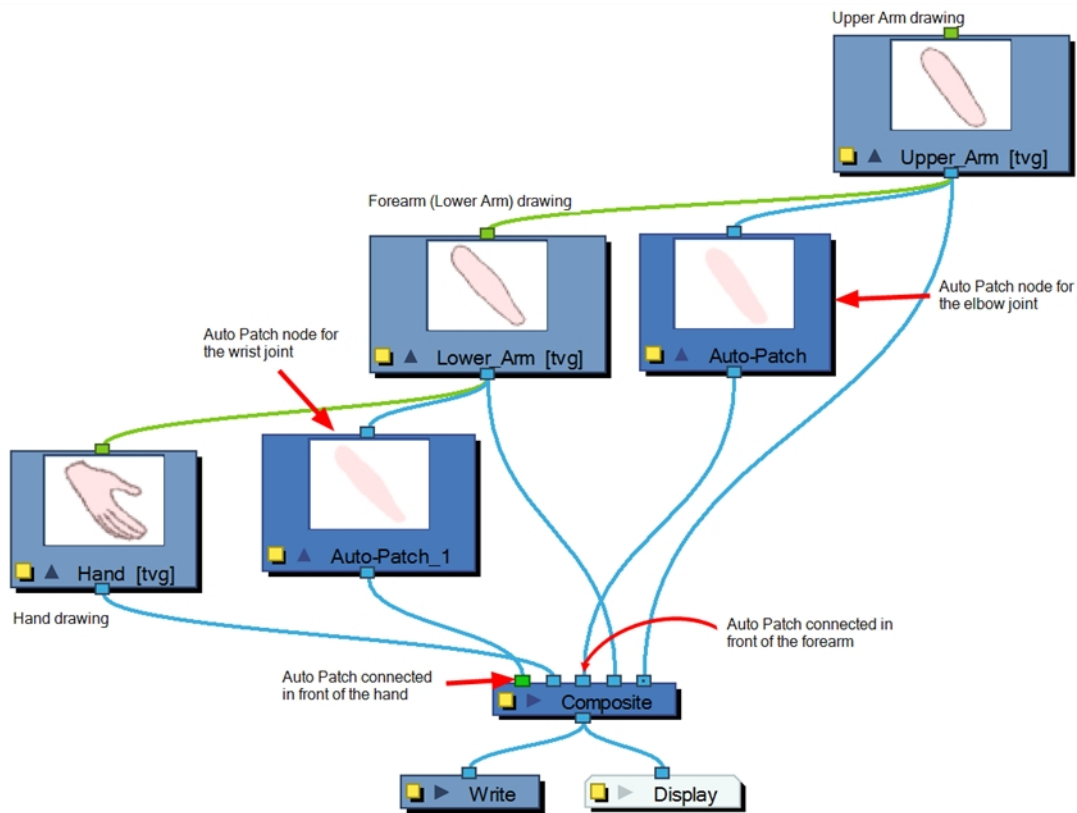 Upper Arm drawing
Upper_Arm [tvg]
Forearm (Lower Arm) drawing
Auto Patch node for
the elbow joint
Auto Patch node for
the wrist joint
Lower_Arm [tvg]
Auto-Patch
Hand [tvg]
Auto-Patch_1
Hand drawing
Auto Patch connected in
front of the forearm
Auto Patch connected
in front of the hand
Composite
Write
Display